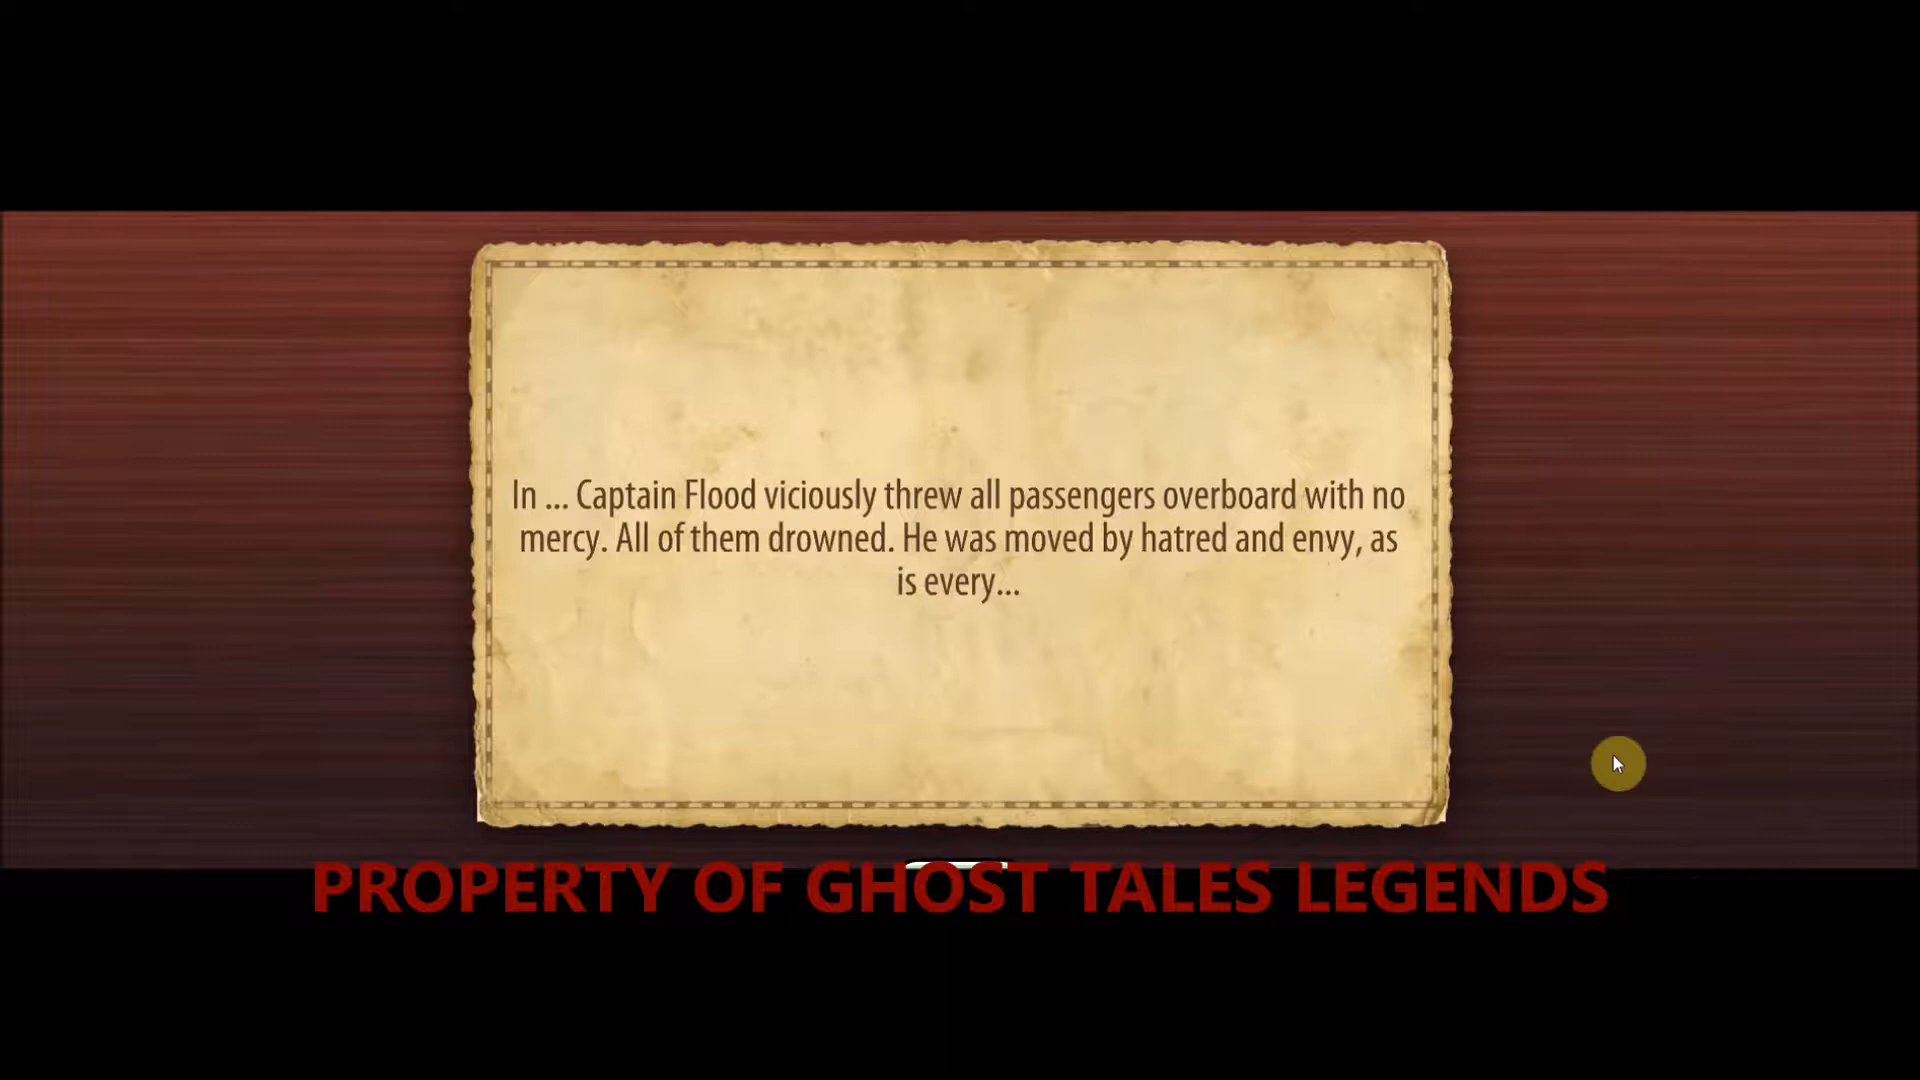 In ... Captain Flood viciously threw all passengers overboard with no
mercy. All of them drowned. He was moved by hatred and envy, as
is every...
PROPERTY OF GHOST TALES LEGENDS